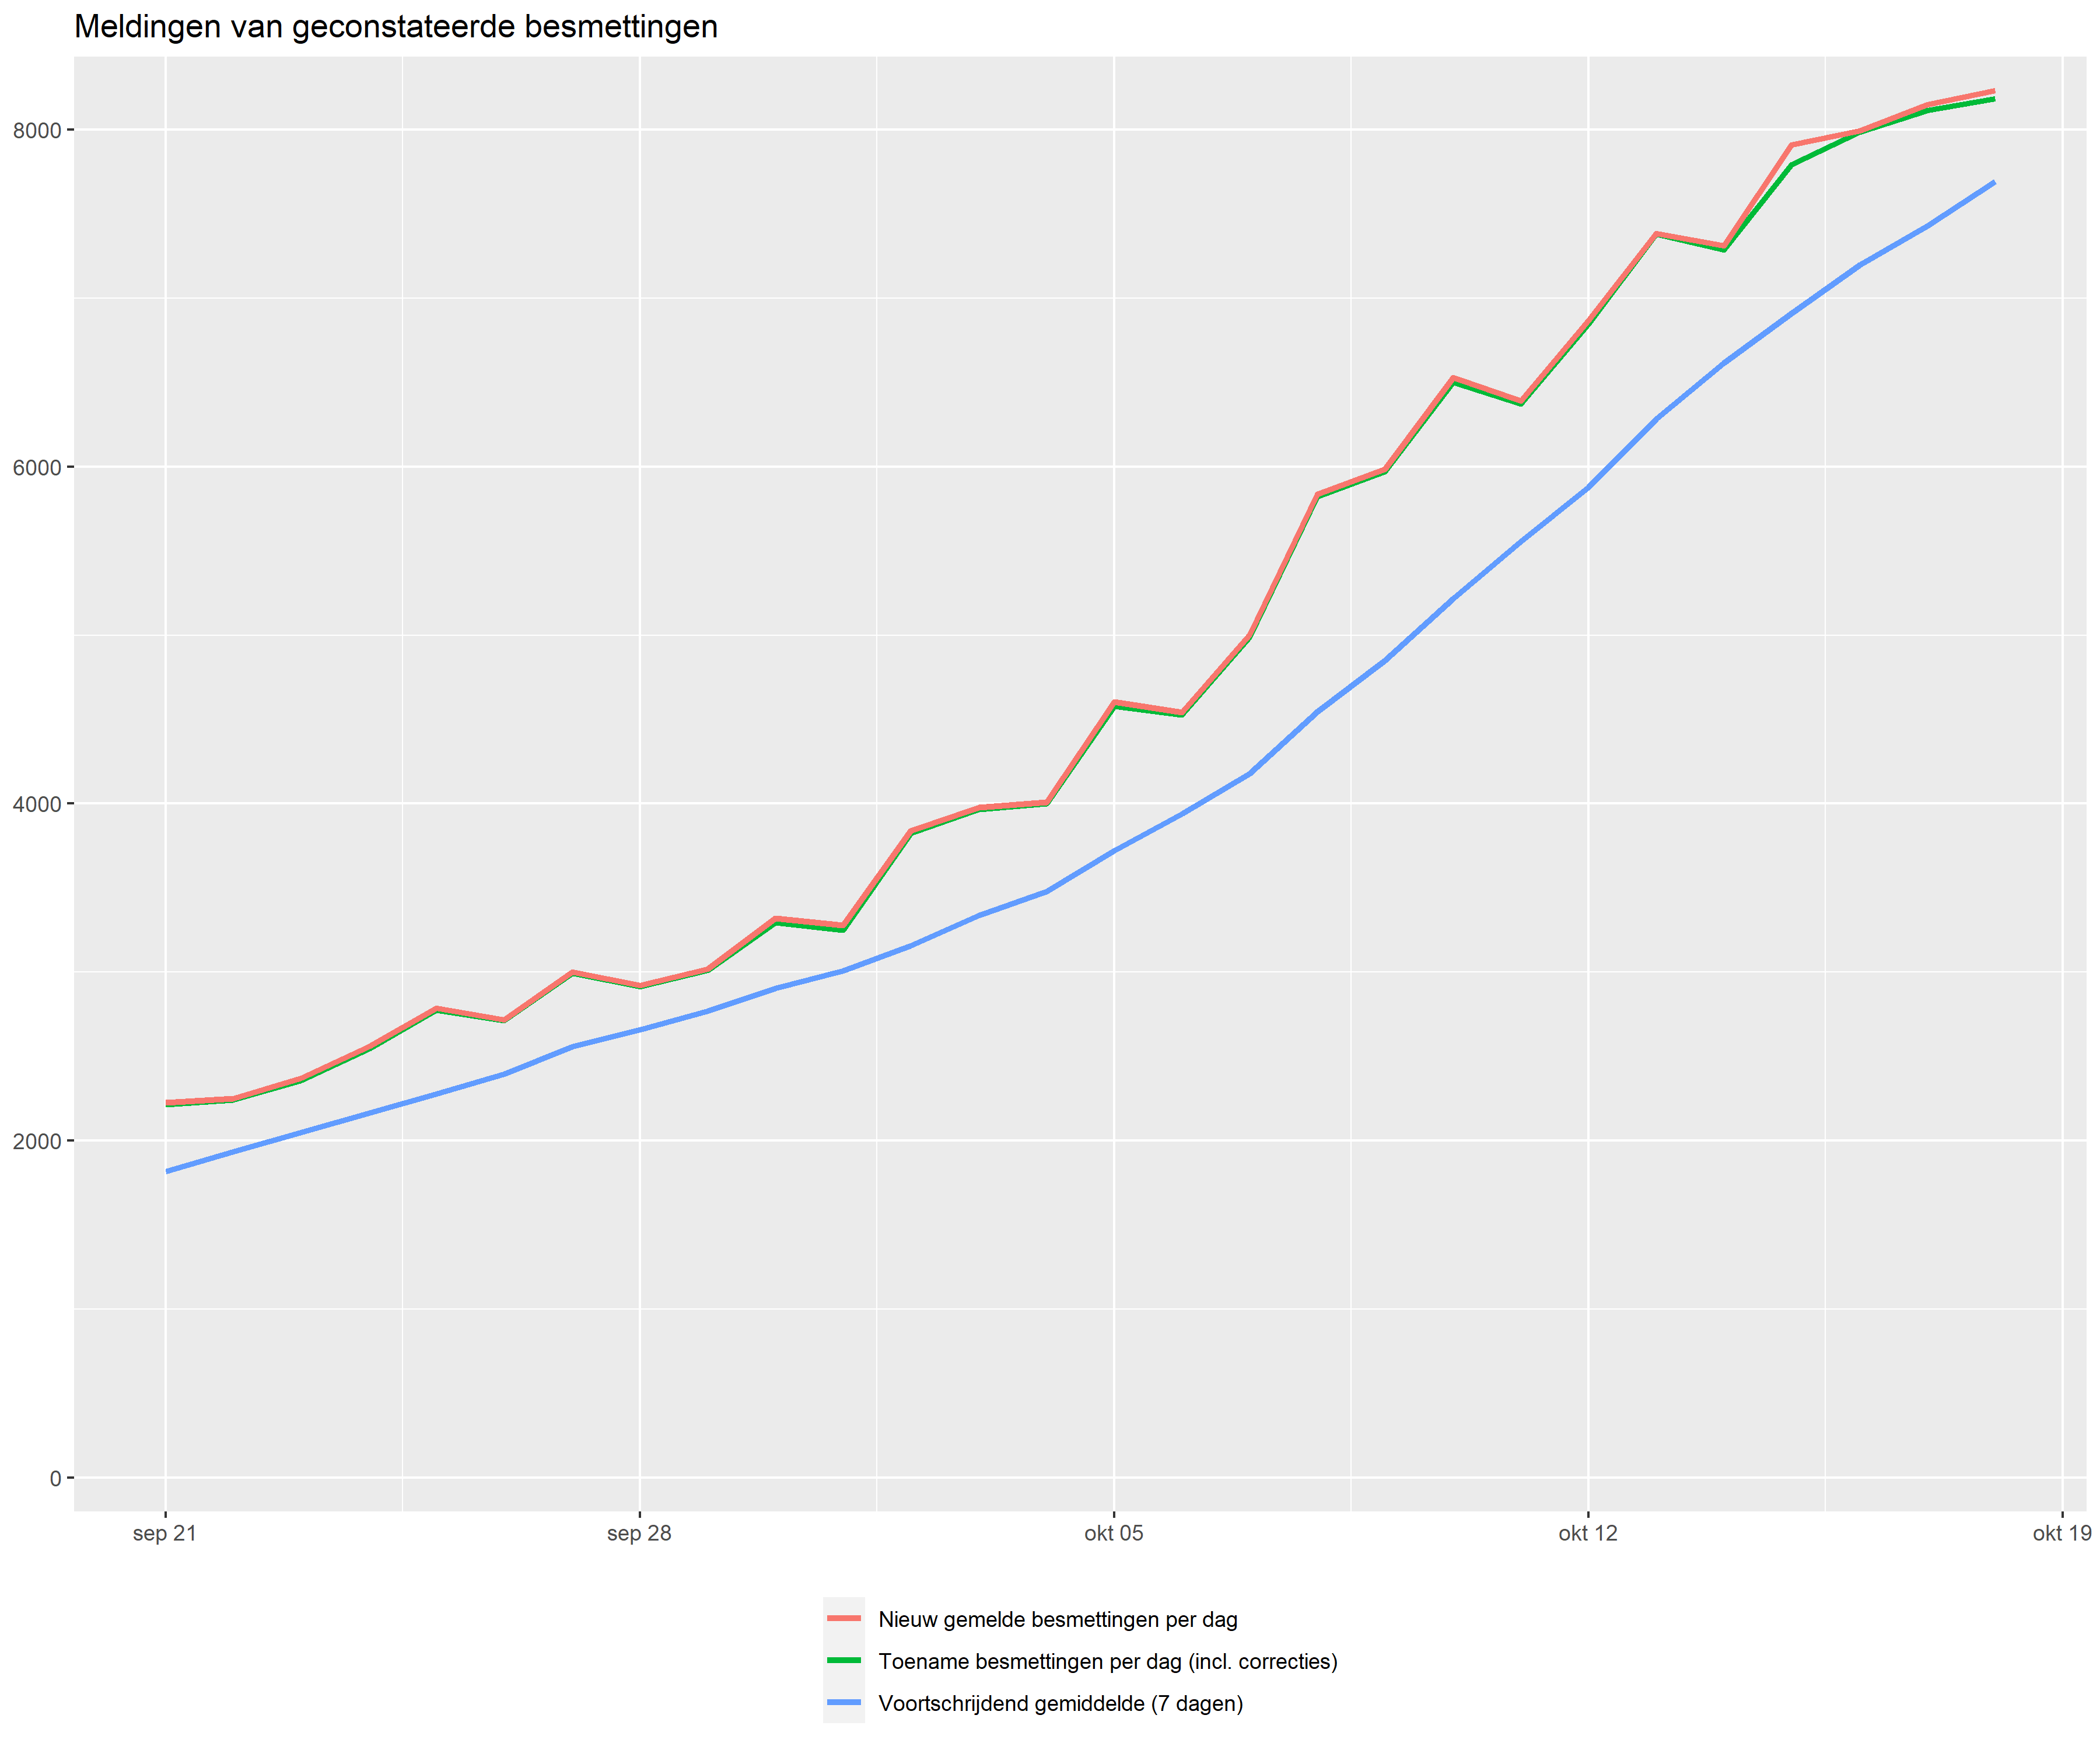 Meldingen van geconstateerde besmettingen
8000
6000
4000
2000
0
sep 21
sep 28
okt 05
okt 12
okt 19
Nieuw gemelde besmettingen per dag
Toename besmettingen per dag (incl. correcties)
Voortschrijdend gemiddelde (7 dagen)